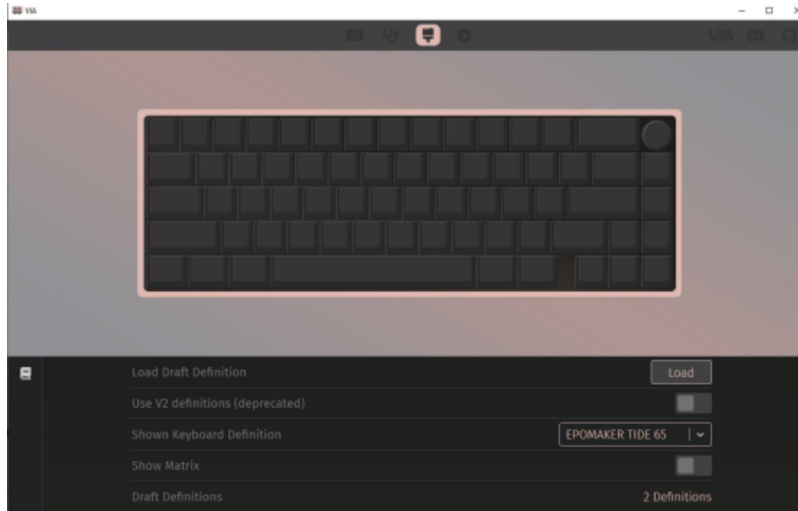 VIA
VIA
Load Draft Definition
Load
Use V2 definitions (deprecated)
Shown Keyboard Definition
EPOMAKER TIDE 65
Show Matrix
Draft Definitions
2 Definitions